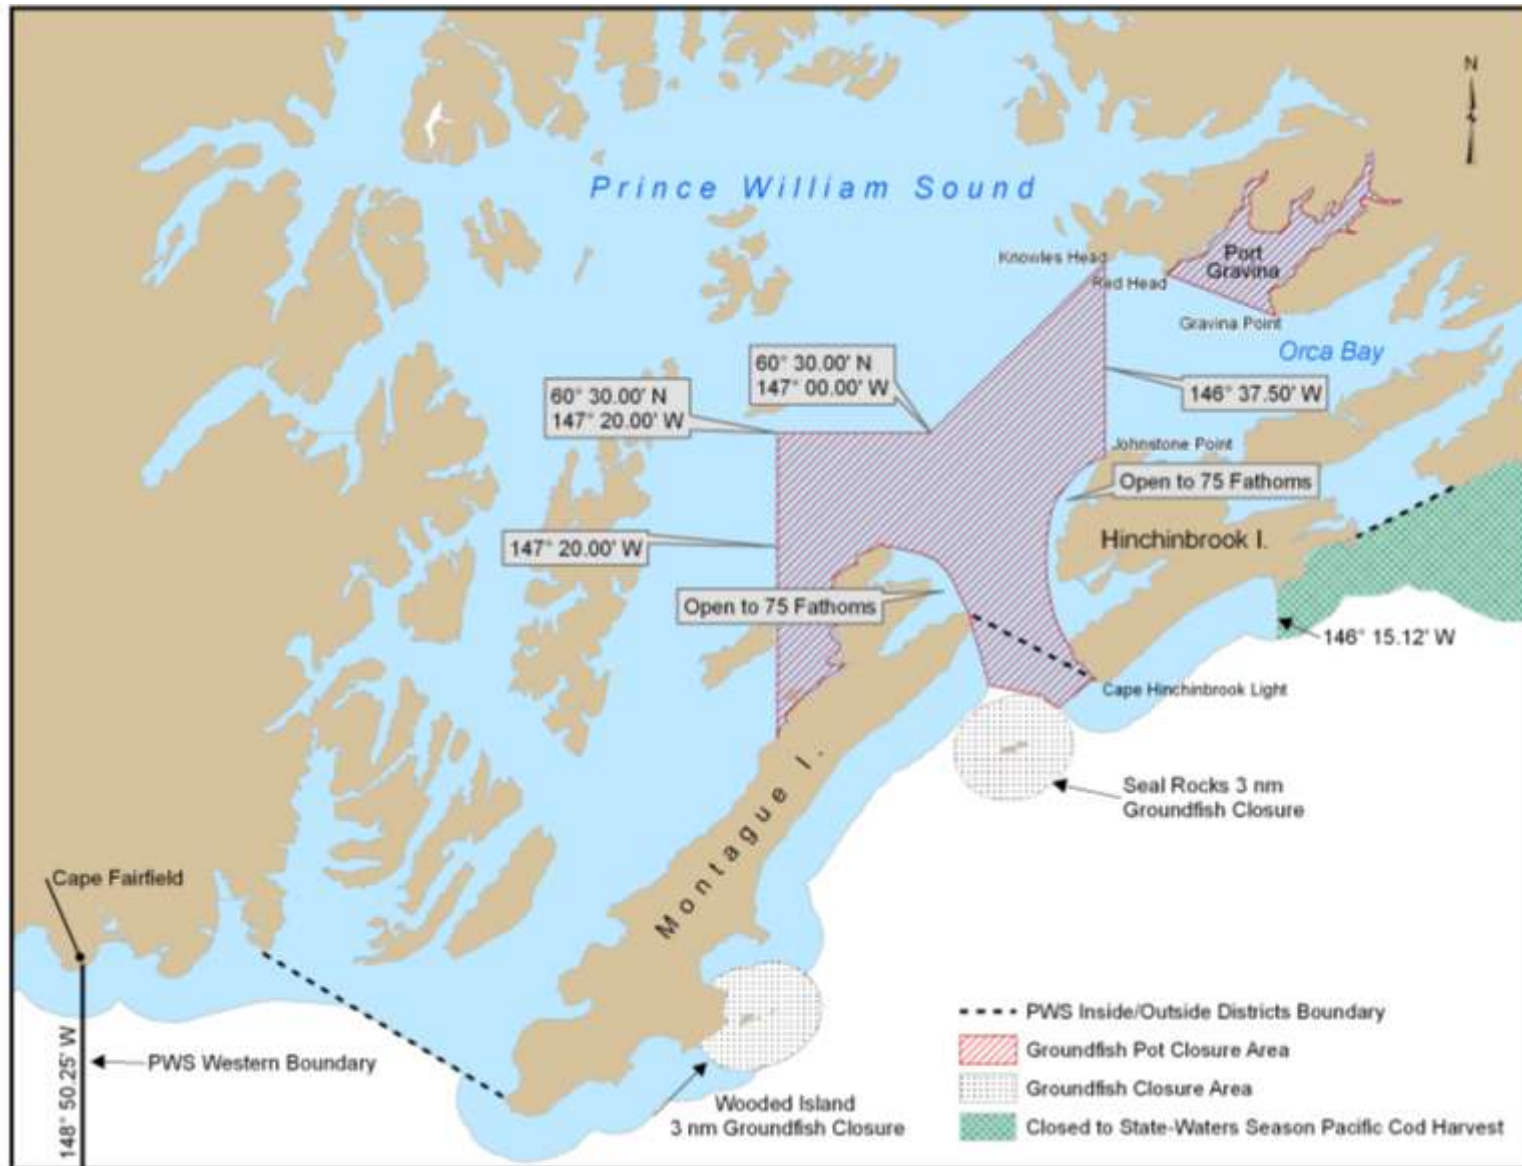 N
Prince William Sound
Knowles Head
Red Head
Port
Gravina
Gravina Point
Orca Bay
60° 30.00' N
147° 00.00' W
60° 30.00' N
147° 20.00' W
146° 37.50' W
Johnstone Point
Open to 75 Fathoms
147° 20.00' W
Hinchinbrook I.
Open to 75 Fathoms
146° 15.12' W
Cape Hinchinbrook Light
Seal Rocks 3 nm
Groundfish Closure
Montague I.
Cape Fairfield
148° 50.25' W
PWS Western Boundary
Wooded Island
3 nm Groundfish Closure
PWS Inside/Outside Districts Boundary
Groundfish Pot Closure Area
Groundfish Closure Area
Closed to State-Waters Season Pacific Cod Harvest